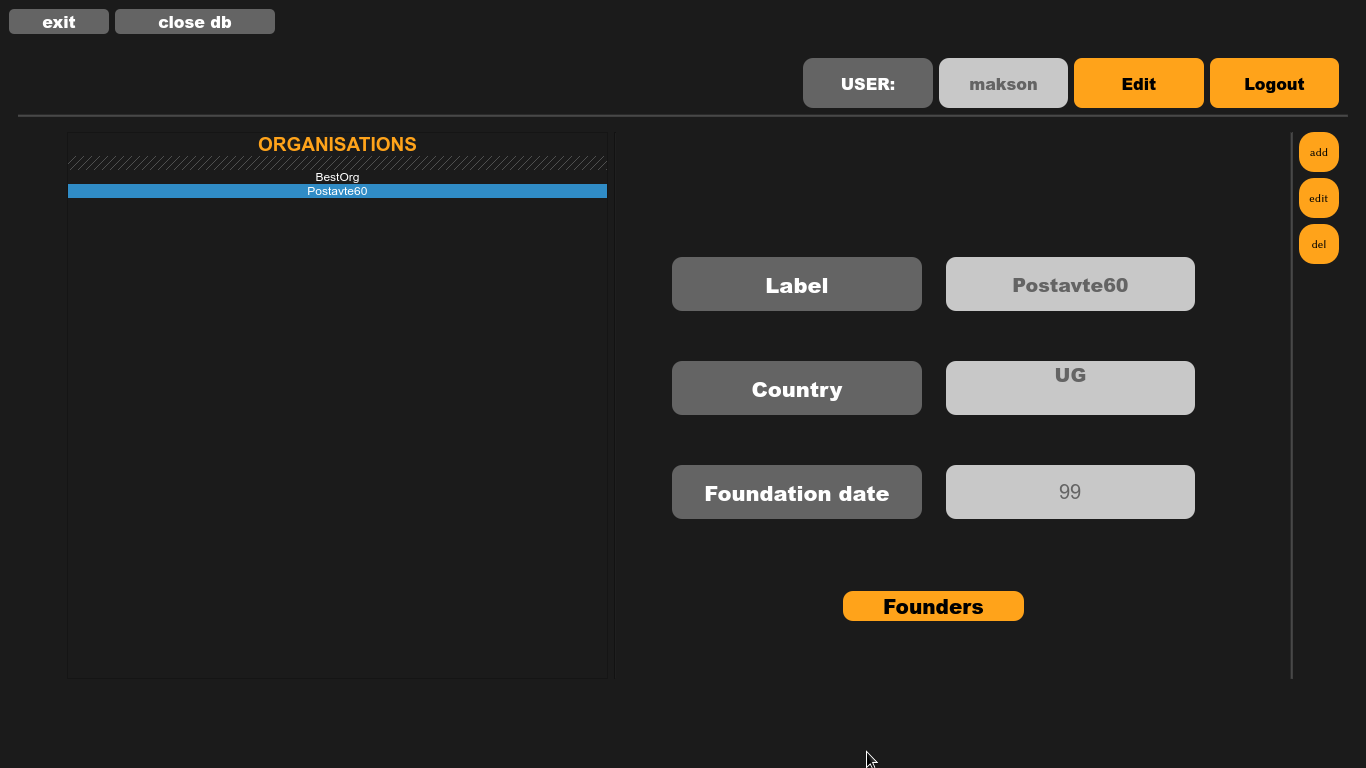 exit
close db
USER:
makson
Edit
Logout
ORGANISATIONS
BestOrg
Postavte60
Label
Postavte60
Country
UG
Foundation date
99
Founders
add
edit
del